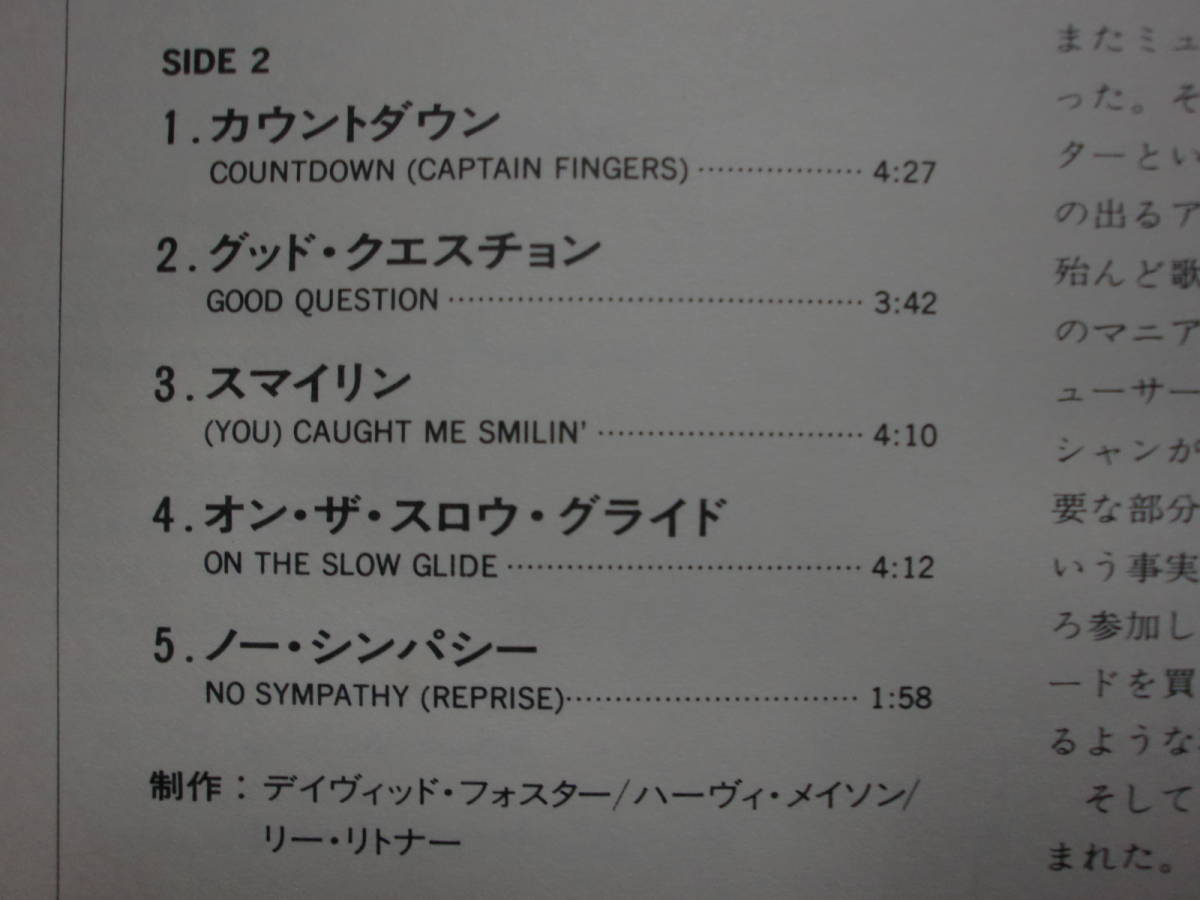 SIDE 2
1.カウントダウン
COUNTDOWN (CAPTAIN FINGERS)⋯⋯⋯⋯⋯⋯ 4:27
2.グッド・クエスチョン
GOOD QUESTION ⋯⋯⋯⋯⋯⋯⋯⋯⋯⋯⋯⋯⋯⋯ 3:42
3.スマイリン
(YOU) CAUGHT ME SMILIN' ⋯⋯⋯⋯⋯⋯⋯⋯⋯ 4:10
4.オン・ザ・スロウ・グライド
ON THE SLOW GLIDE ⋯⋯⋯⋯⋯⋯⋯⋯⋯⋯⋯⋯ 4:12
5.ノー・シンパシー
NO SYMPATHY (REPRISE)⋯⋯⋯⋯⋯⋯⋯⋯⋯⋯ 1:58
制作：デイヴィッド・フォスター/ハーヴィ・メイソン/
リー・リトナー
またミュ
った。そ
ターとい
の出るア
殆んど歌
のマニア
ューサー
シャンが
要な部分
いう事実
ろ参加し
ードを買
るような
そして
まれた。